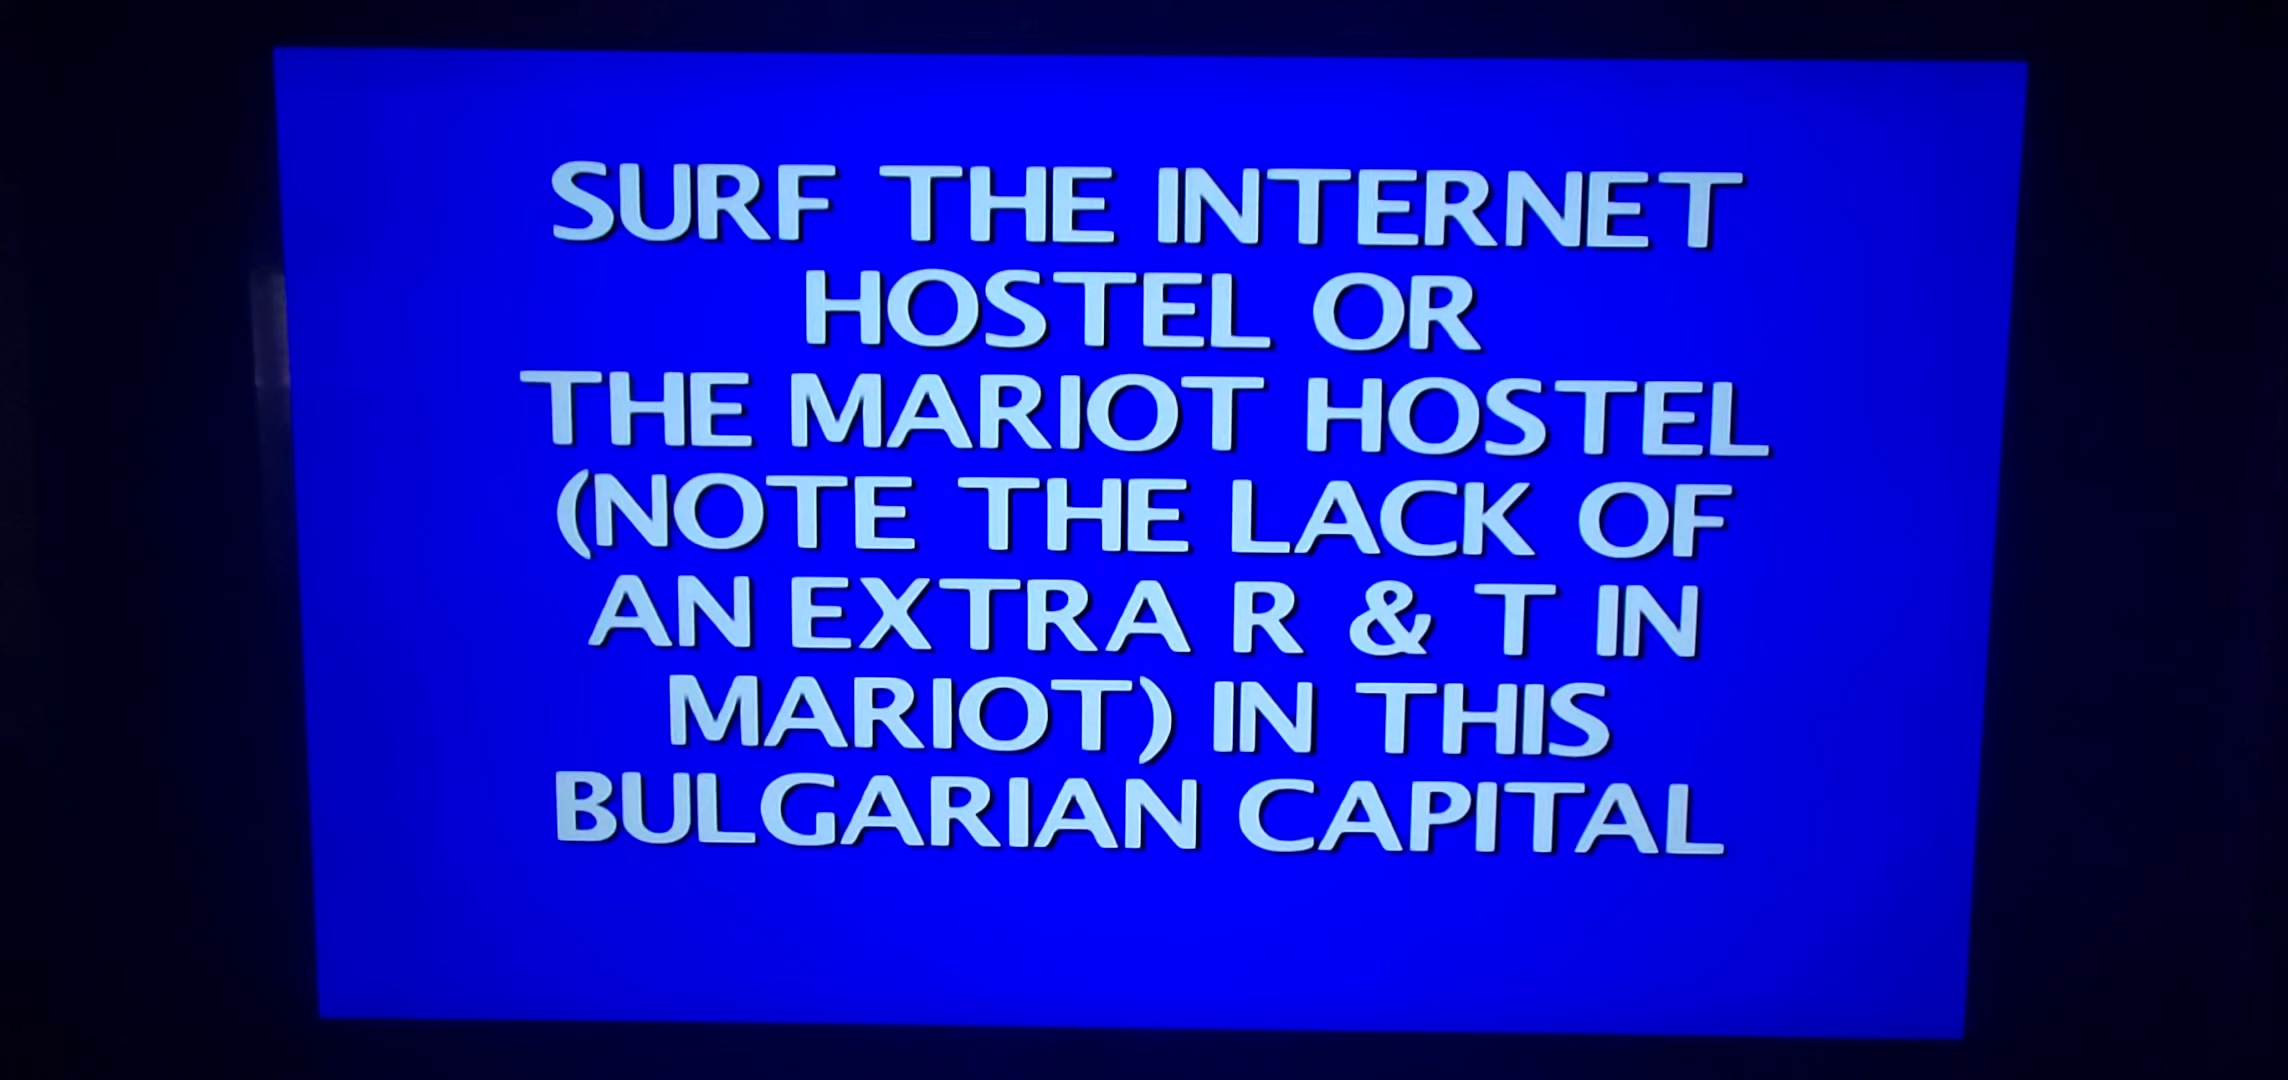 SURF THE INTERNET
HOSTEL OR
THE MARIOT HOSTEL
(NOTE THE LACK OF
AN EXTRA R & T IN
MARIOT) IN THIS
BULGARIAN CAPITAL